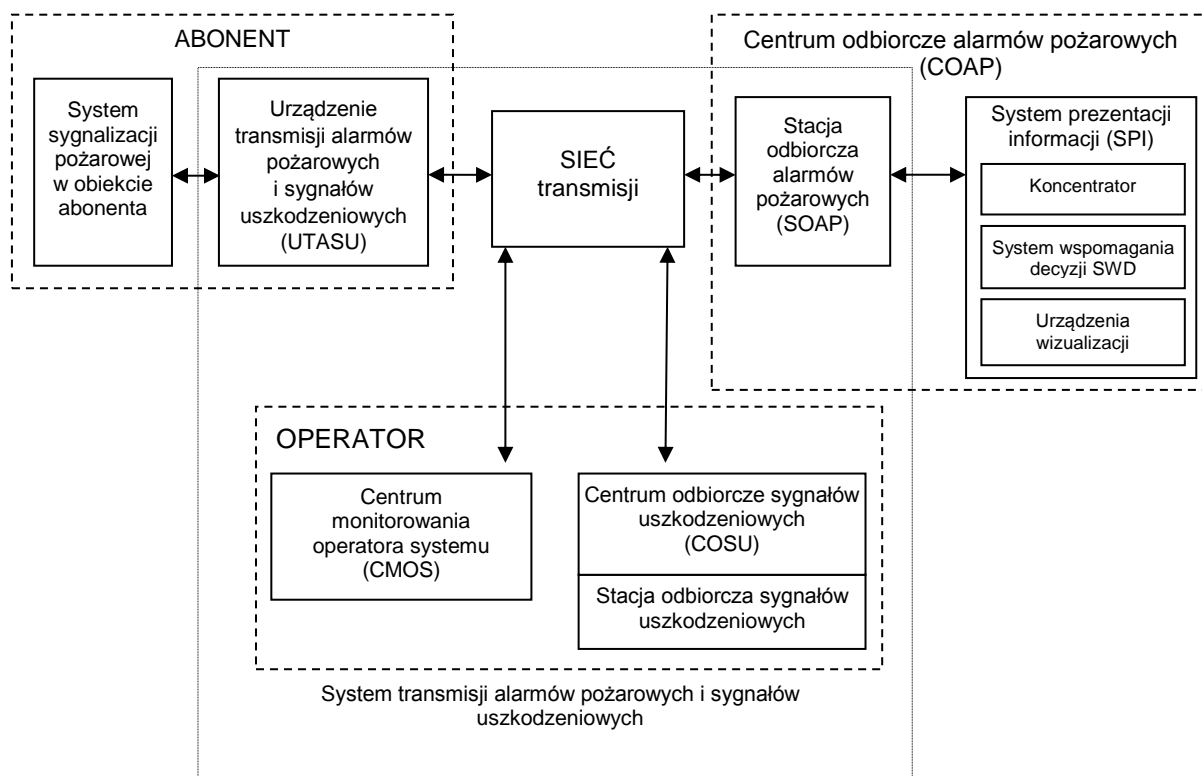 ABONENT
System
sygnalizacji
pożarowej
w obiekcie
abonenta
Urządzenie
transmisji alarmów
pożarowych
i sygnałów
uszkodzeniowych
(UTASU)
SIEĆ
transmisji
Centrum odbiorcze alarmów pożarowych
(COAP)
Stacja
odbiorcza
alarmów
pożarowych
(SOAP)
System prezentacji
informacji (SPI)
Koncentrator
System wspomagania
decyzji SWD
Urządzenia
wizualizacji
OPERATOR
Centrum
monitorowania
operatora systemu
(CMOS)
Centrum odbiorcze sygnałów
uszkodzeniowych
(COSU)
Stacja odbiorcza sygnałów
uszkodzeniowych
System transmisji alarmów pożarowych i sygnałów
uszkodzeniowych